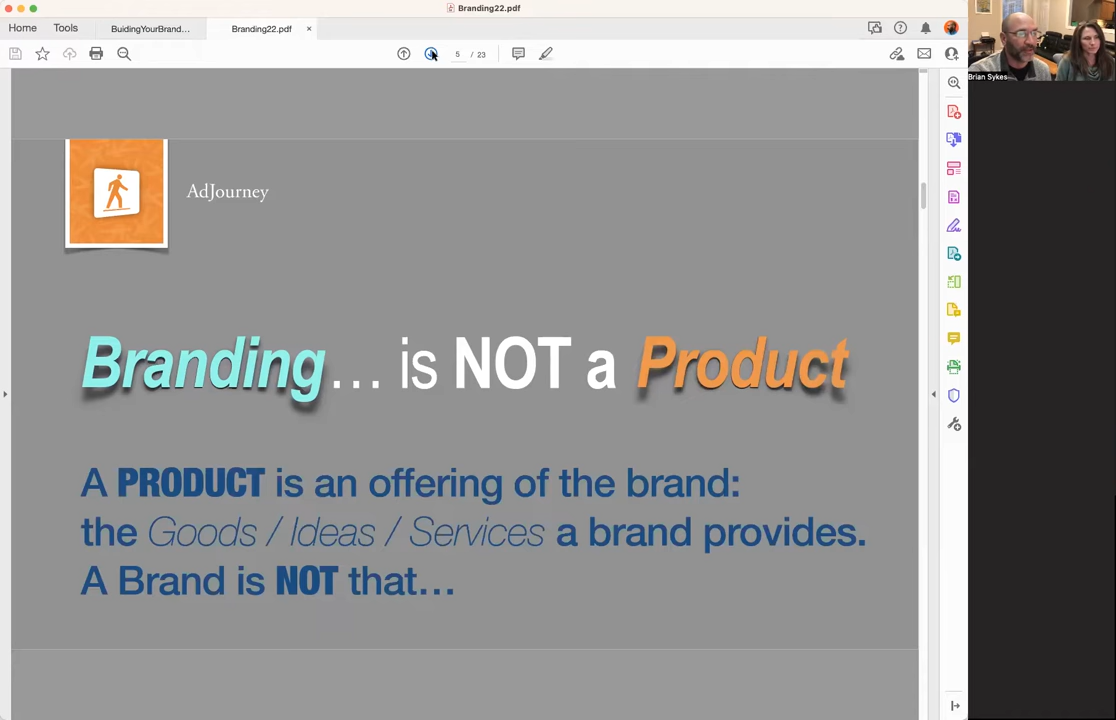 Branding22.pdf
Home Tools BuidingYourBrand... Branding22.pdf ×
5 / 23
Brian Sykes
AdJourney
Branding... is NOT a Product
A PRODUCT is an offering of the brand:
the Goods / Ideas / Services a brand provides.
A Brand is NOT that...